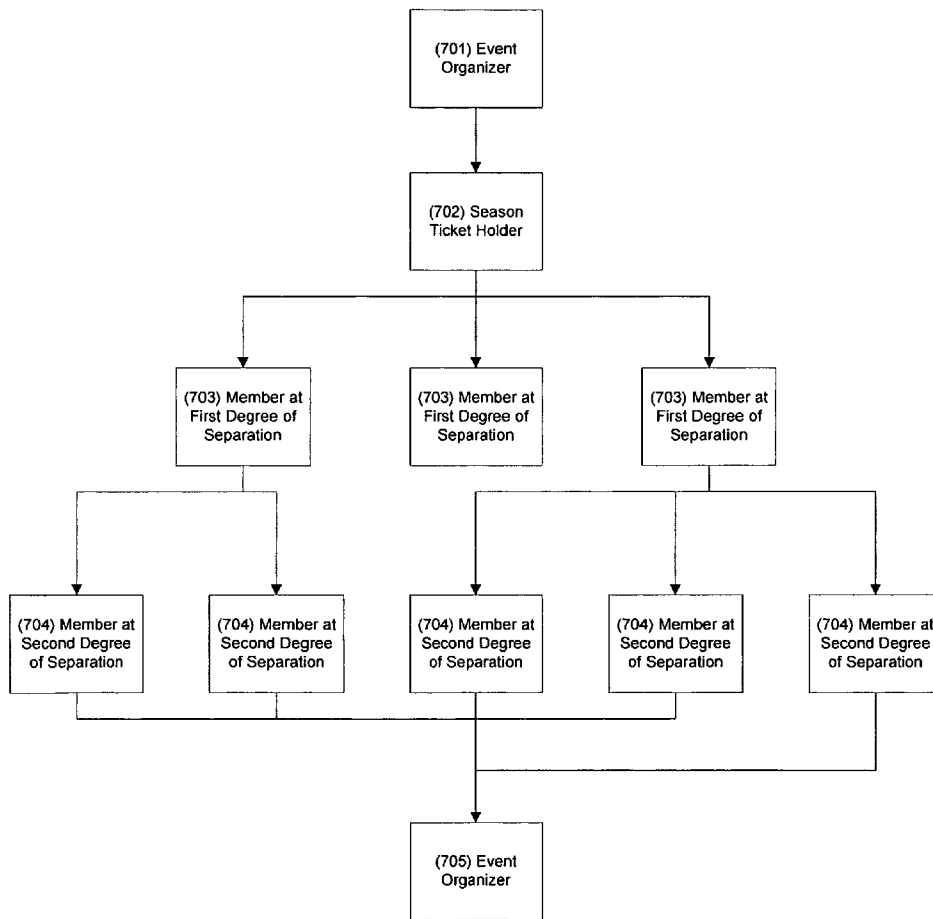 (701) Event
Organizer
(702) Season
Ticket Holder
(703) Member at
First Degree of
Separation
(703) Member at
First Degree of
Separation
(703) Member at
First Degree of
Separation
(704) Member at
Second Degree
of Separation
(704) Member at
Second Degree
of Separation
(704) Member at
Second Degree
of Separation
(704) Member at
Second Degree
of Separation
(704) Member at
Second Degree
of Separation
(705) Event
Organizer